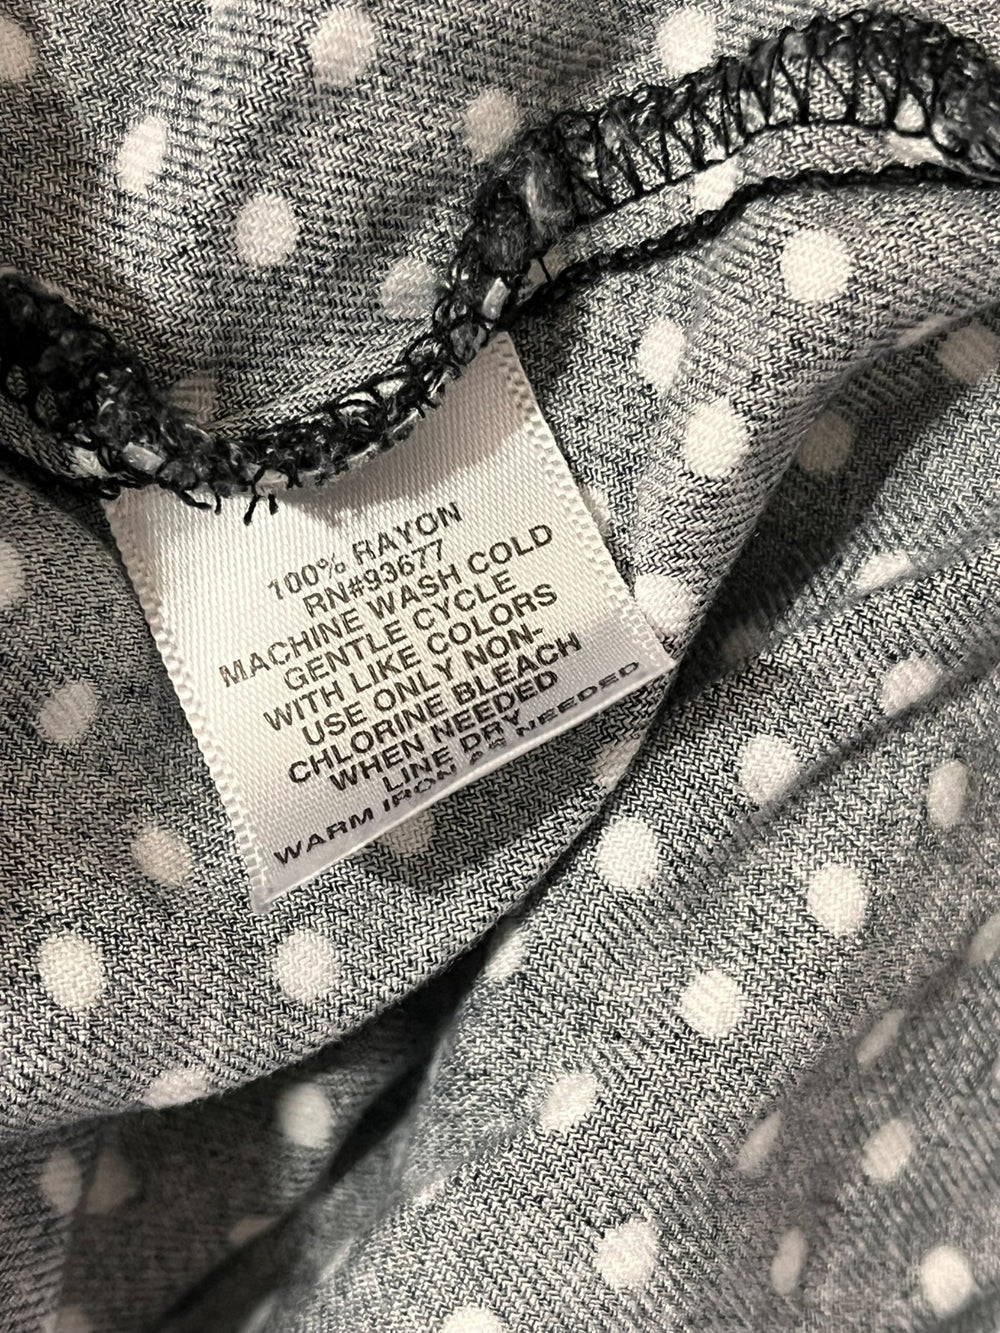 100% RAYON
RN#93677
MACHINE WASH COLD
GENTLE CYCLE
WITH LIKE COLORS
USE ONLY NON-
CHLORINE BLEACH
WHEN NEEDED
LINE DRY
WARM IRON AS NEEDED